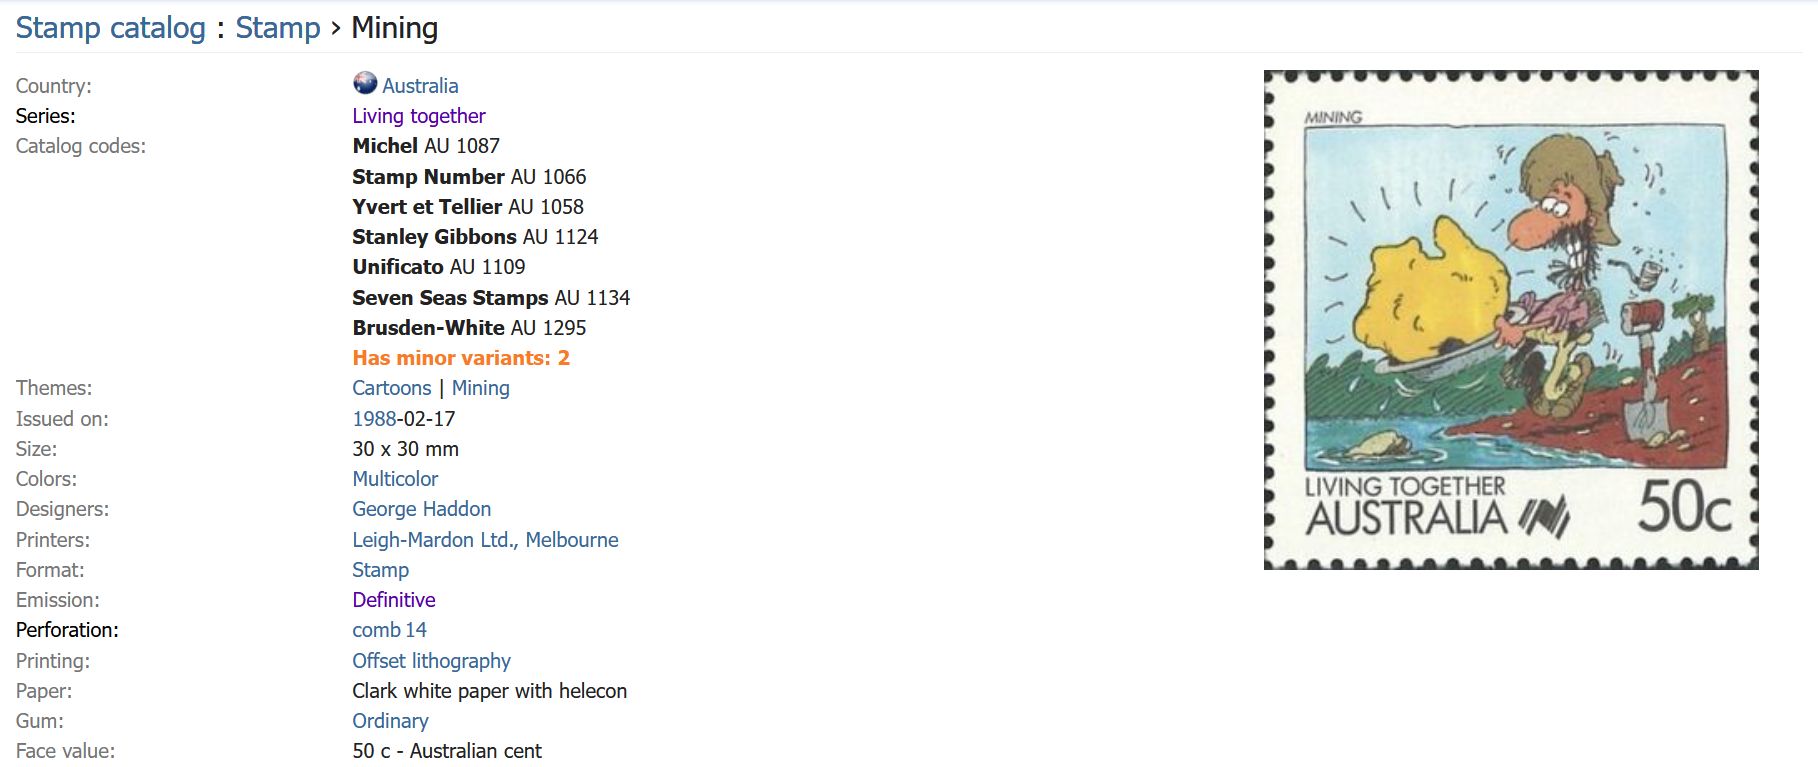 Stamp catalog : Stamp › Mining
Country: Australia
Series: Living together
Catalog codes: Michel AU 1087
Stamp Number AU 1066
Yvert et Tellier AU 1058
Stanley Gibbons AU 1124
Unificato AU 1109
Seven Seas Stamps AU 1134
Brusden-White AU 1295
Has minor variants: 2
Themes: Cartoons | Mining
Issued on: 1988-02-17
Size: 30 x 30 mm
Colors: Multicolor
Designers: George Haddon
Printers: Leigh-Mardon Ltd., Melbourne
Format: Stamp
Emission: Definitive
Perforation: comb 14
Printing: Offset lithography
Paper: Clark white paper with helecon
Gum: Ordinary
Face value: 50 c - Australian cent
MINING
LIVING TOGETHER
AUSTRALIA 50c